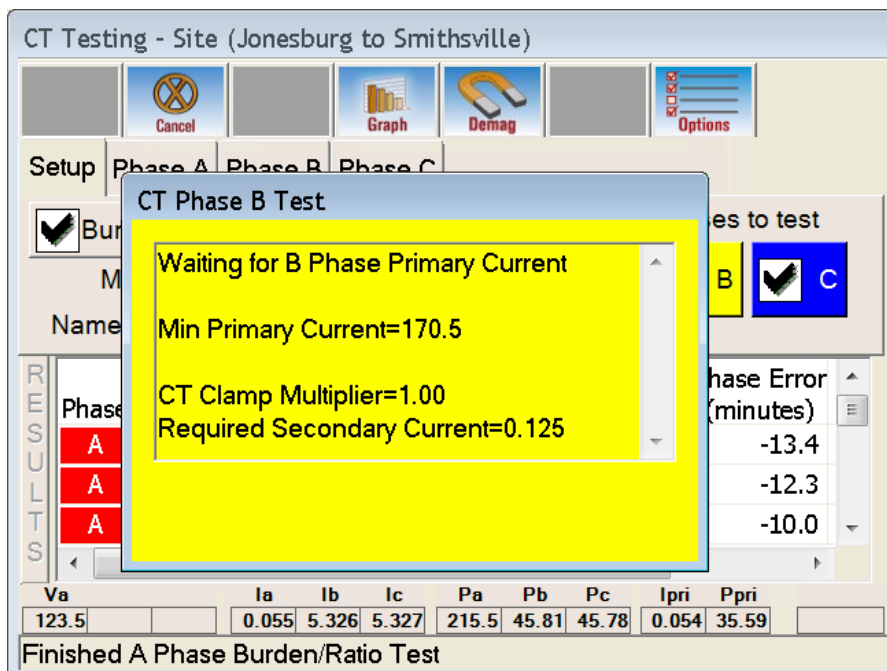 CT Testing - Site (Jonesburg to Smithsville)
Cancel Graph Demag Options
Setup Phase A Phase B Phase C
CT Phase B Test
to test
B C
Waiting for B Phase Primary Current
Min Primary Current=170.5
CT Clamp Multiplier=1.00
Required Secondary Current=0.125
Name
RESULTS
Phase Error
(minutes)
A -13.4
A -12.3
A -10.0
Va Ia Ib Ic Pa Pb Pc Ipri Ppri
123.5 0.055 5.326 5.327 215.5 45.81 45.78 0.054 35.59
Finished A Phase Burden/Ratio Test